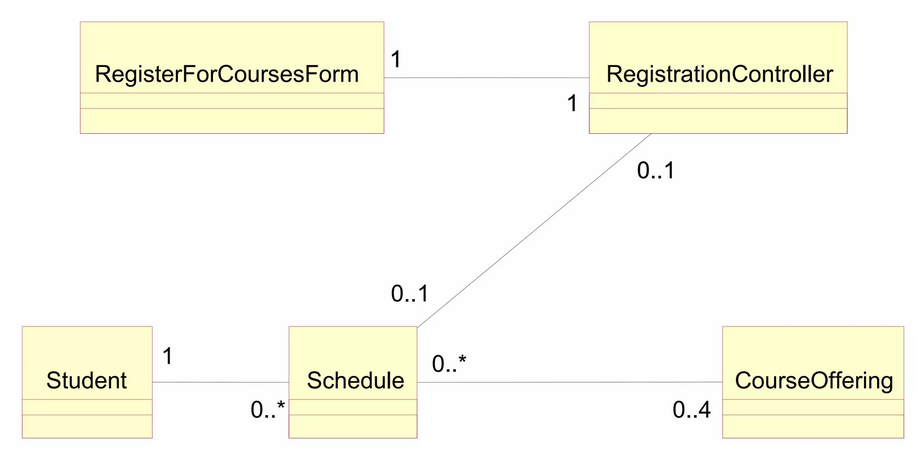 RegisterForCoursesForm
1
1
RegistrationController
0..1
0..1
Student
1
0..*
Schedule
0..*
0..4
CourseOffering